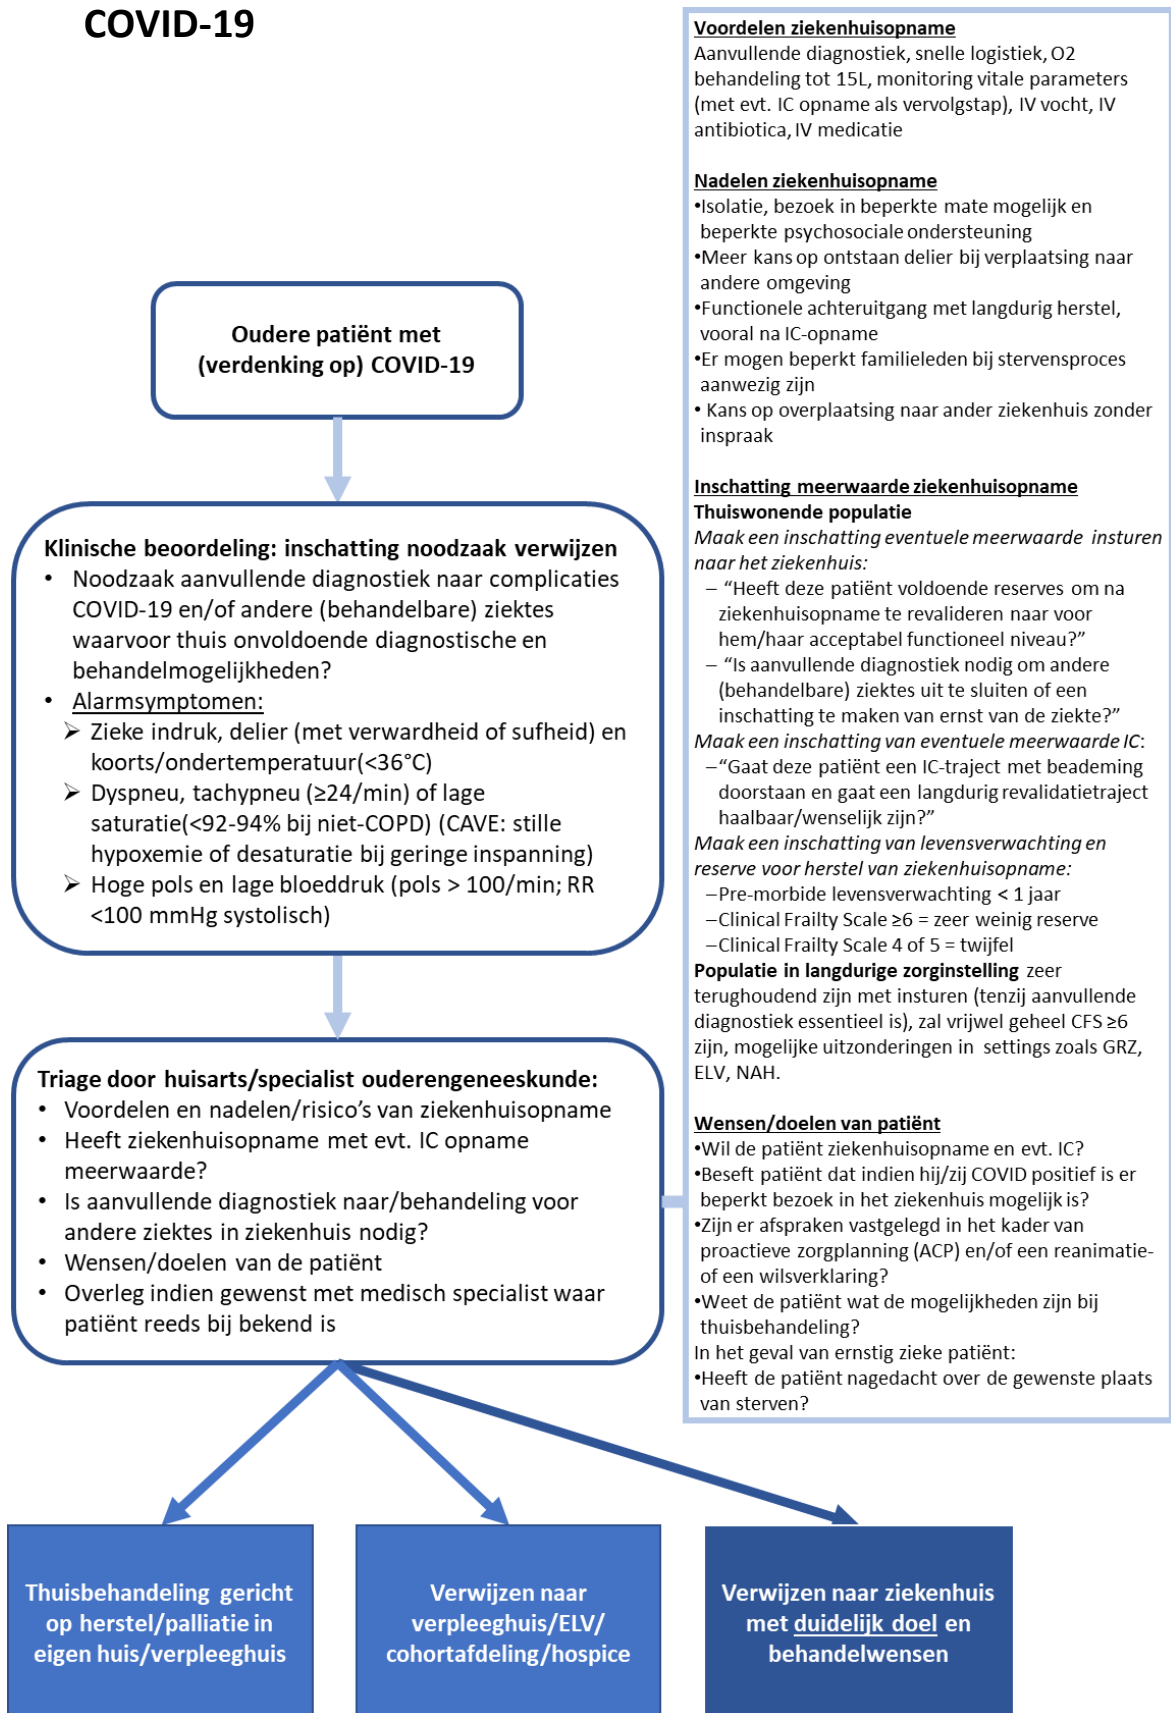 COVID-19
Oudere patiënt met
(verdenking op) COVID-19
Klinische beoordeling: inschatting noodzaak verwijzen
• Noodzaak aanvullende diagnostiek naar complicaties
COVID-19 en/of andere (behandelbare) ziektes
waarvoor thuis onvoldoende diagnostische en
behandelmogelijkheden?
• Alarmsymptomen:
➢ Zieke indruk, delier (met verwardheid of sufheid) en
koorts/ondertemperatuur(<36°C)
➢ Dyspneu, tachypneu (≥24/min) of lage
saturatie(<92-94% bij niet-COPD) (CAVE: stille
hypoxemie of desaturatie bij geringe inspanning)
➢ Hoge pols en lage bloeddruk (pols > 100/min; RR
<100 mmHg systolisch)
Triage door huisarts/specialist ouderengeneeskunde:
• Voordelen en nadelen/risico’s van ziekenhuisopname
• Heeft ziekenhuisopname met evt. IC opname
meerwaarde?
• Is aanvullende diagnostiek naar/behandeling voor
andere ziektes in ziekenhuis nodig?
• Wensen/doelen van de patiënt
• Overleg indien gewenst met medisch specialist waar
patiënt reeds bij bekend is
Voordelen ziekenhuisopname
Aanvullende diagnostiek, snelle logistiek, O2
behandeling tot 15L, monitoring vitale parameters
(met evt. IC opname als vervolgstap), IV vocht, IV
antibiotica, IV medicatie
Nadelen ziekenhuisopname
•Isolatie, bezoek in beperkte mate mogelijk en
beperkte psychosociale ondersteuning
•Meer kans op ontstaan delier bij verplaatsing naar
andere omgeving
•Functionele achteruitgang met langdurig herstel,
vooral na IC-opname
•Er mogen beperkt familieleden bij stervensproces
aanwezig zijn
• Kans op overplaatsing naar ander ziekenhuis zonder
inspraak
Inschatting meerwaarde ziekenhuisopname
Thuiswonende populatie
Maak een inschatting eventuele meerwaarde insturen
naar het ziekenhuis:
– “Heeft deze patiënt voldoende reserves om na
ziekenhuisopname te revalideren naar voor
hem/haar acceptabel functioneel niveau?”
– “Is aanvullende diagnostiek nodig om andere
(behandelbare) ziektes uit te sluiten of een
inschatting te maken van ernst van de ziekte?”
Maak een inschatting van eventuele meerwaarde IC:
–“Gaat deze patiënt een IC-traject met beademing
doorstaan en gaat een langdurig revalidatietraject
haalbaar/wenselijk zijn?”
Maak een inschatting van levensverwachting en
reserve voor herstel van ziekenhuisopname:
–Pre-morbide levensverwachting < 1 jaar
–Clinical Frailty Scale ≥6 = zeer weinig reserve
–Clinical Frailty Scale 4 of 5 = twijfel
Populatie in langdurige zorginstelling zeer
terughoudend zijn met insturen (tenzij aanvullende
diagnostiek essentieel is), zal vrijwel geheel CFS ≥6
zijn, mogelijke uitzonderingen in settings zoals GRZ,
ELV, NAH.
Wensen/doelen van patiënt
•Wil de patiënt ziekenhuisopname en evt. IC?
•Beseft patiënt dat indien hij/zij COVID positief is er
beperkt bezoek in het ziekenhuis mogelijk is?
•Zijn er afspraken vastgelegd in het kader van
proactieve zorgplanning (ACP) en/of een reanimatie-
of een wilsverklaring?
•Weet de patiënt wat de mogelijkheden zijn bij
thuisbehandeling?
In het geval van ernstig zieke patiënt:
•Heeft de patiënt nagedacht over de gewenste plaats
van sterven?
Thuisbehandeling gericht
op herstel/palliatie in
eigen huis/verpleeghuis
Verwijzen naar
verpleeghuis/ELV/
cohortafdeling/hospice
Verwijzen naar ziekenhuis
met duidelijk doel en
behandelwensen